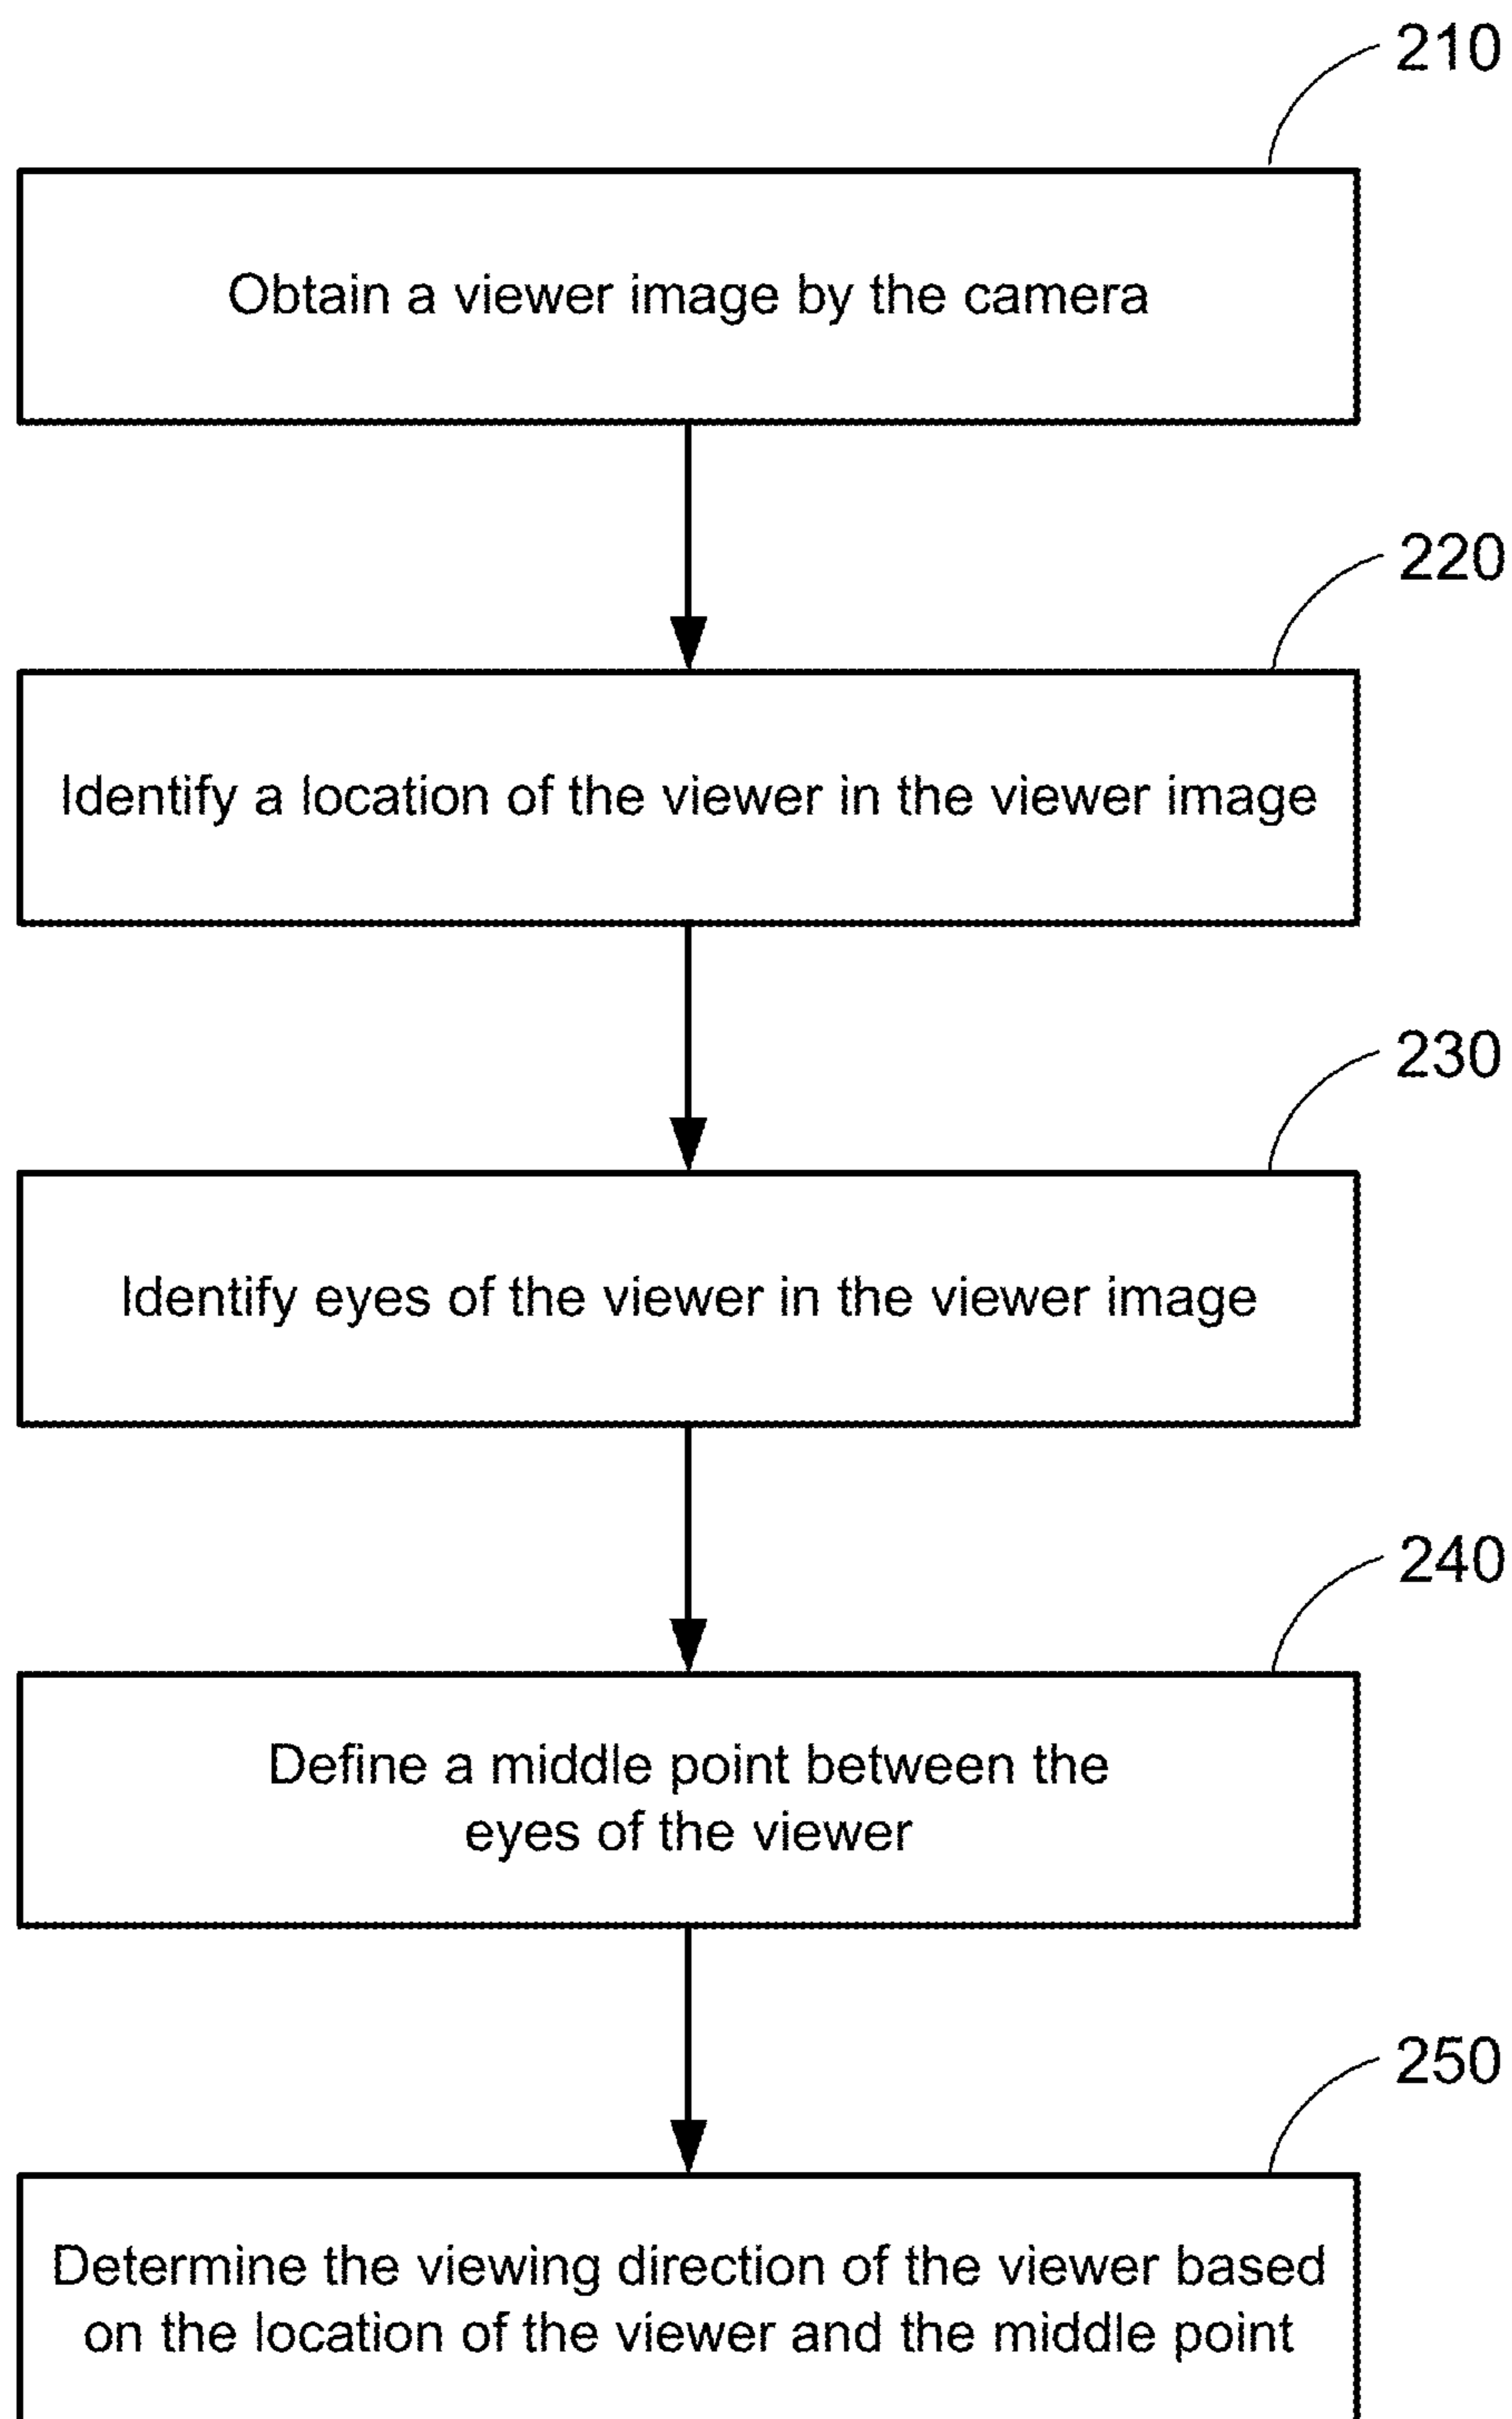 210
Obtain a viewer image by the camera
220
Identify a location of the viewer in the viewer image
230
Identify eyes of the viewer in the viewer image
240
Define a middle point between the
eyes of the viewer
250
Determine the viewing direction of the viewer based
on the location of the viewer and the middle point